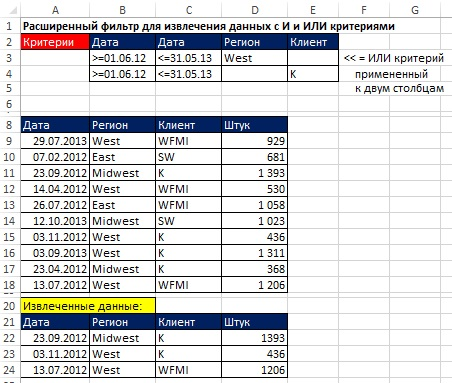 A B C D E F G
1 Расширенный фильтр для извлечения данных с И и ИЛИ критериями
2 Критерии Дата Дата Регион Клиент
3 >=01.06.12 <=31.05.13 West << = ИЛИ критерий
4 >=01.06.12 <=31.05.13 K примененный
5 к двум столбцам
6
8 Дата Регион Клиент Штук
9 29.07.2013 West WFMI 929
10 07.02.2012 East SW 681
11 23.09.2012 Midwest K 1 393
12 14.04.2012 West WFMI 530
13 26.07.2012 East WFMI 1 058
14 12.10.2013 Midwest SW 1 023
15 03.11.2012 West K 436
16 03.09.2013 West K 1 311
17 23.04.2012 Midwest K 368
18 13.07.2012 West WFMI 1 206
20 Извлеченные данные:
21 Дата Регион Клиент Штук
22 23.09.2012 Midwest K 1393
23 03.11.2012 West K 436
24 13.07.2012 West WFMI 1206